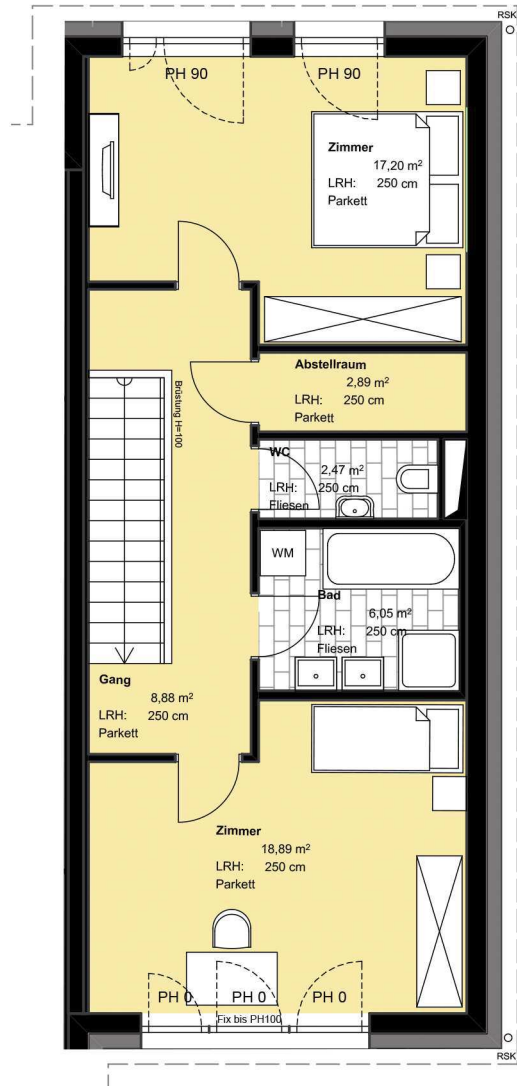 RSK
PH 90
PH 90
Zimmer
17,20 m²
LRH: 250 cm
Parkett
Abstellraum
2,89 m²
LRH: 250 cm
Parkett
Brüstung H=100
WC
2,47 m²
LRH: 250 cm
Fliesen
WM
Bad
6,05 m²
LRH: 250 cm
Fliesen
Gang
8,88 m²
LRH: 250 cm
Parkett
Zimmer
18,89 m²
LRH: 250 cm
Parkett
PH 0
PH 0
PH 0
Fix bis PH100
RSK